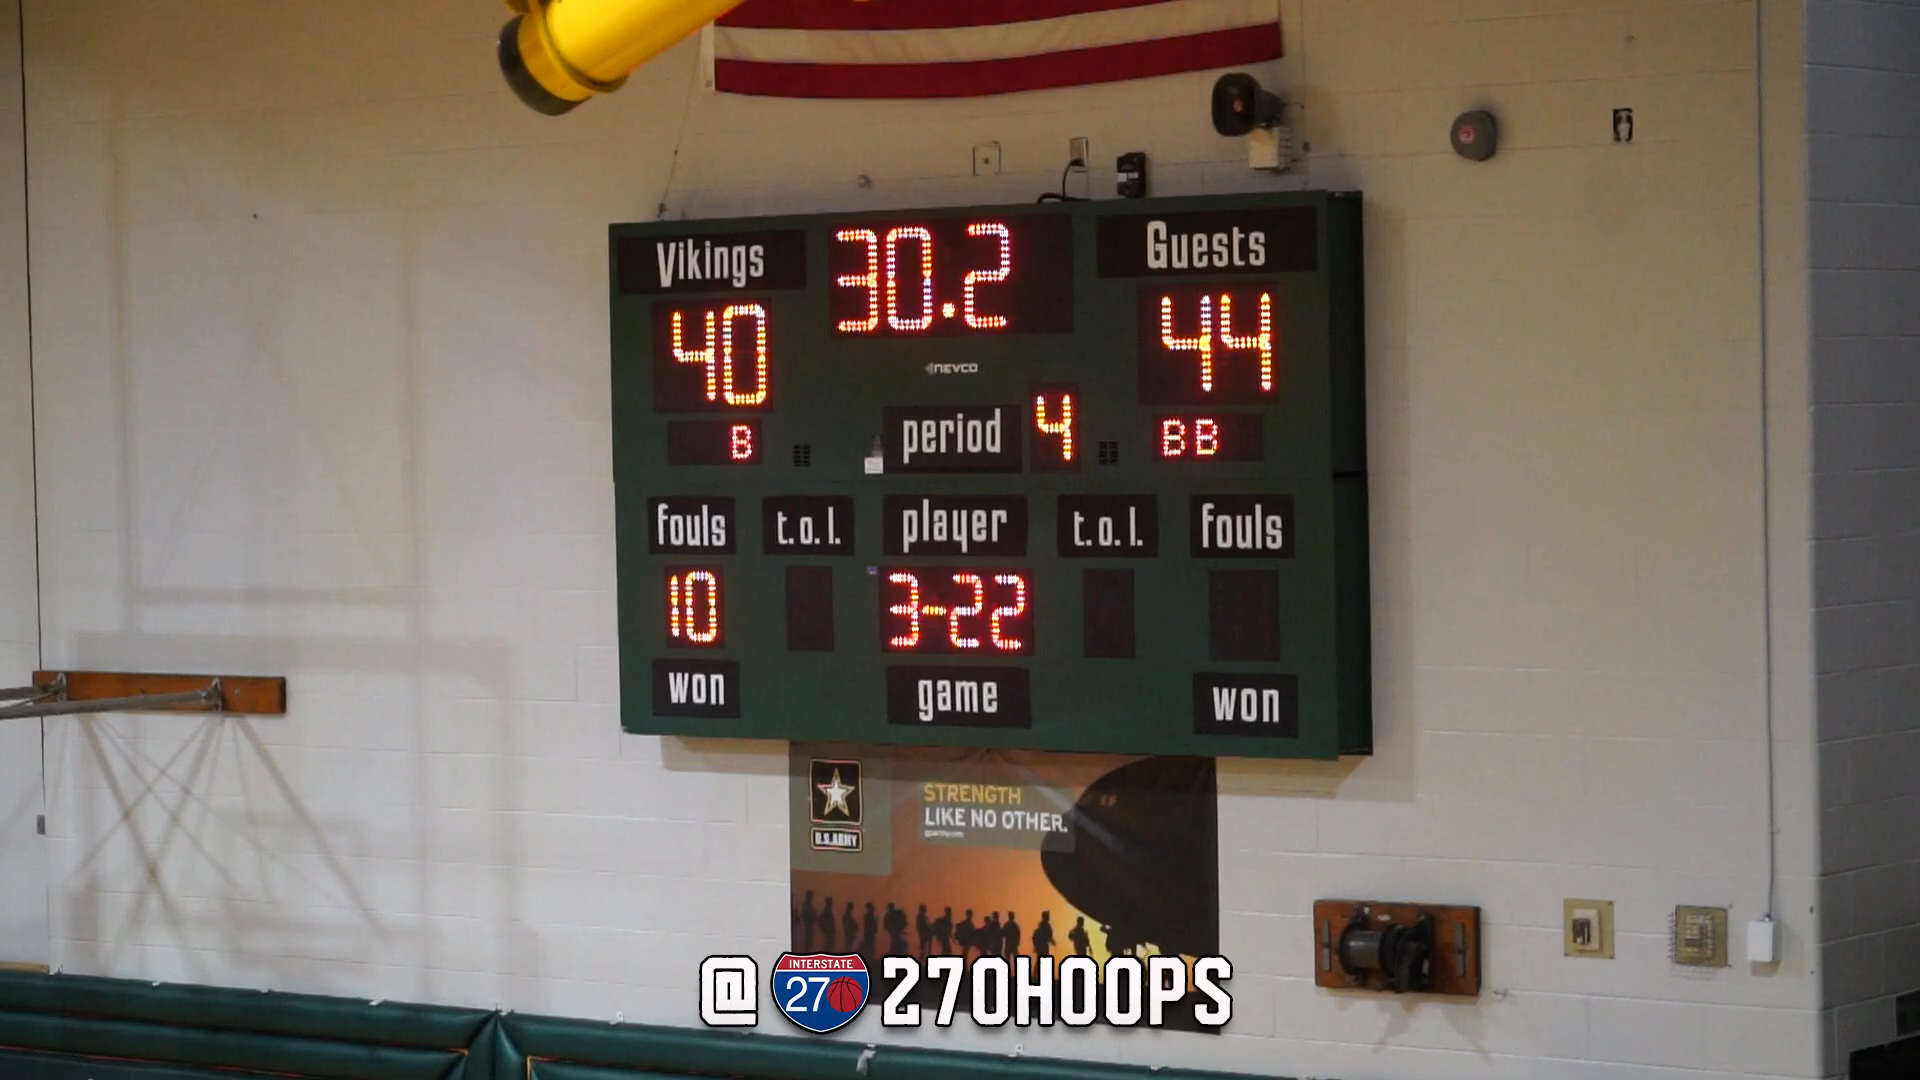 Vikings 30.2 Guests
40 44
B period 4 B B
fouls t.o.l. player t.o.l. fouls
10 3-22
won game won
NEVCO
STRENGTH
LIKE NO OTHER.
U.S.ARMY
@ INTERSTATE 27 270HOOPS